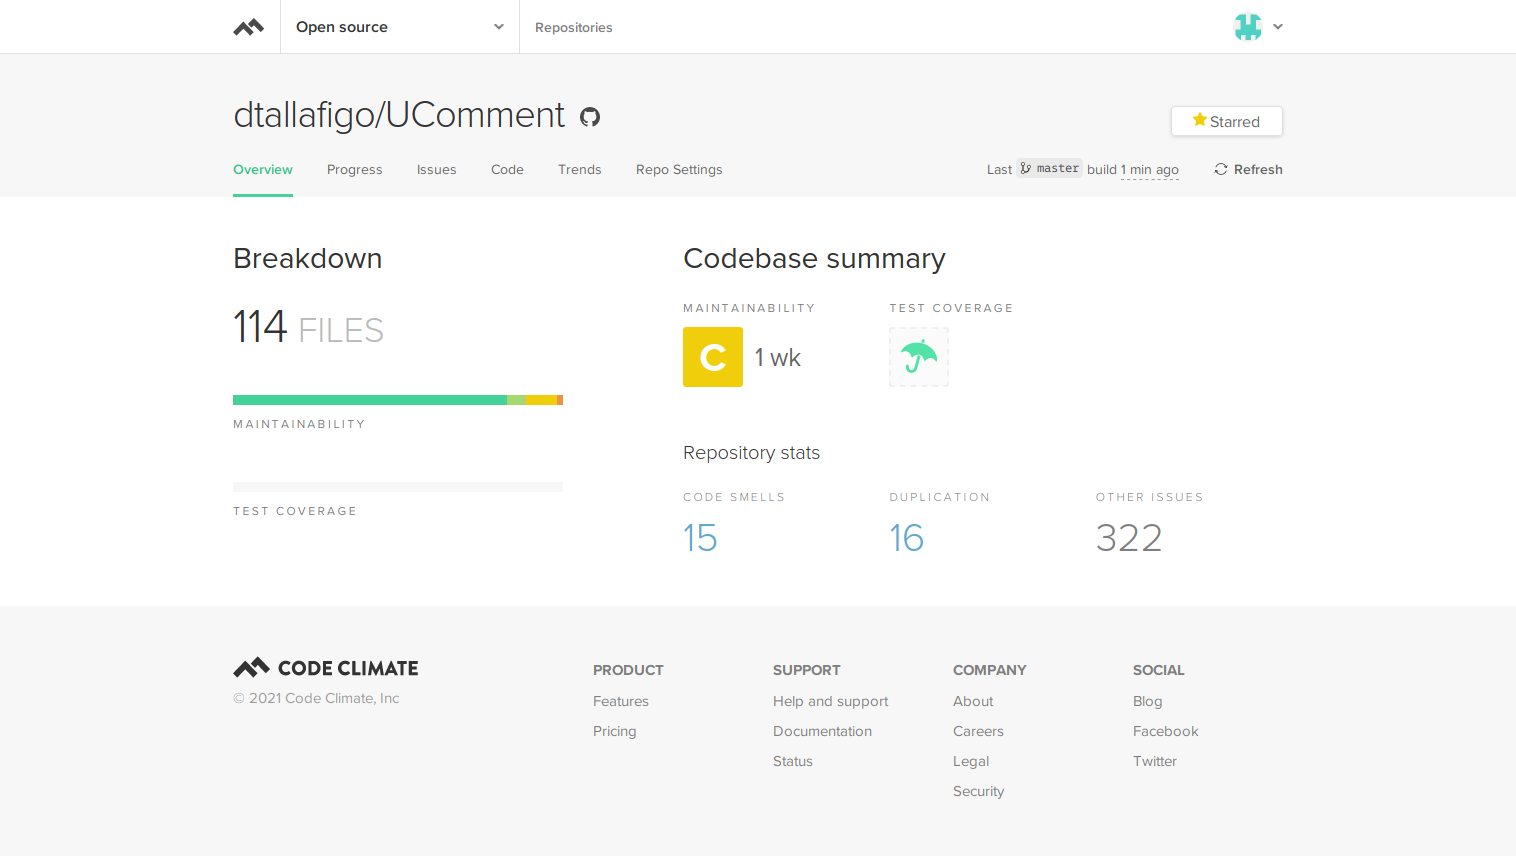 Open source
Repositories
dtallafigo/UComment
Starred
Overview Progress Issues Code Trends Repo Settings
Last master build 1 min ago Refresh
Breakdown
114 FILES
MAINTAINABILITY
TEST COVERAGE
Codebase summary
MAINTAINABILITY TEST COVERAGE
C 1 wk
Repository stats
CODE SMELLS DUPLICATION OTHER ISSUES
15 16 322
CODE CLIMATE
© 2021 Code Climate, Inc
PRODUCT
Features
Pricing
SUPPORT
Help and support
Documentation
Status
COMPANY
About
Careers
Legal
Security
SOCIAL
Blog
Facebook
Twitter